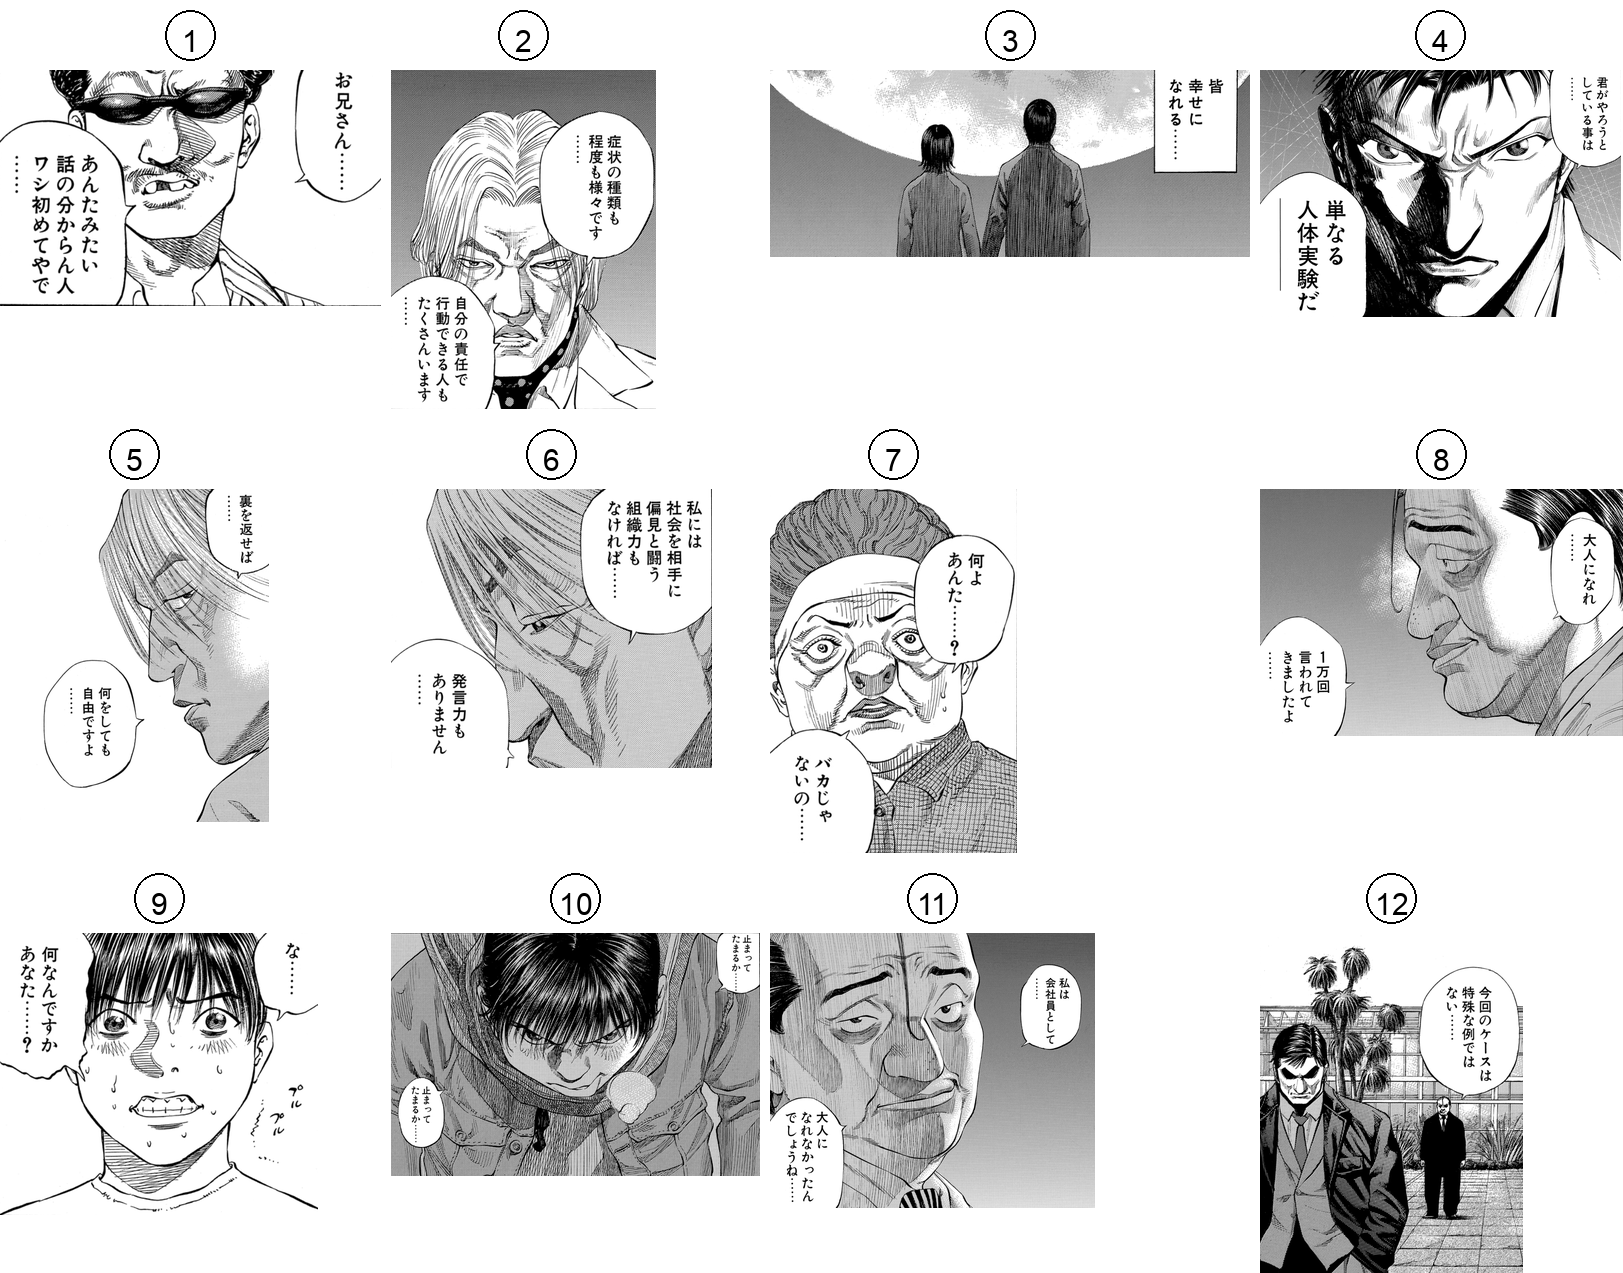 1
お兄さん……
あんたみたい
話の分からん人
ワシ初めてやで
……
2
症状の種類も
程度も様々です
……
自分の責任で
行動できる人も
たくさんいます
……
3
皆
幸せに
なれる……
4
君がやろうと
している事は
……
単なる
人体実験だ
5
裏を返せば
……
何をしても
自由ですよ
……
6
私には
社会を相手に
偏見と闘う
組織力も
なければ……
発言力も
ありません
……
7
何よ
あんた……?
バカじゃ
ないの……
8
大人になれ
……
1万回
言われて
きましたよ
……
9
な……
何なんですか
あなた……?
プル
プル
10
止まって
たまるか……
止まって
たまるか……
11
私は
会社員として
……
大人に
なれなかったん
でしょうね……
12
今回のケースは
特殊な例では
ない……